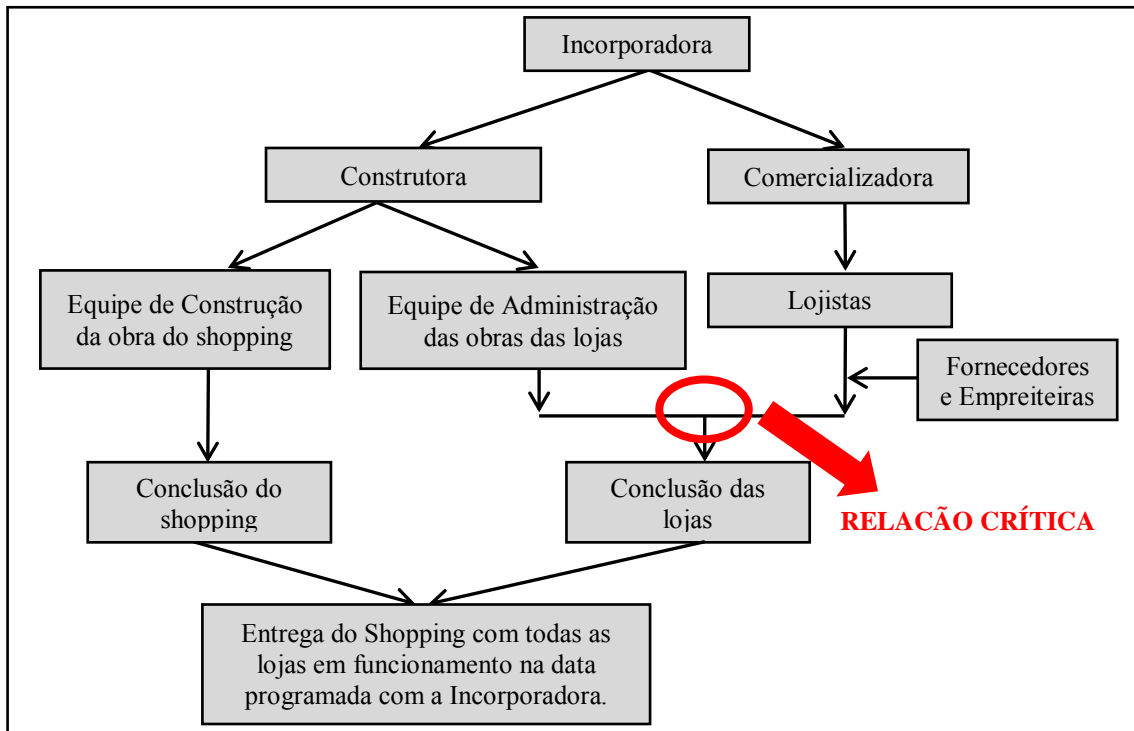 Incorporadora
Construtora
Comercializadora
Equipe de Construção
da obra do shopping
Equipe de Administração
das obras das lojas
Lojistas
Fornecedores
e Empreiteiras
Conclusão do
shopping
Conclusão das
lojas
RELACÃO CRÍTICA
Entrega do Shopping com todas as
lojas em funcionamento na data
programada com a Incorporadora.